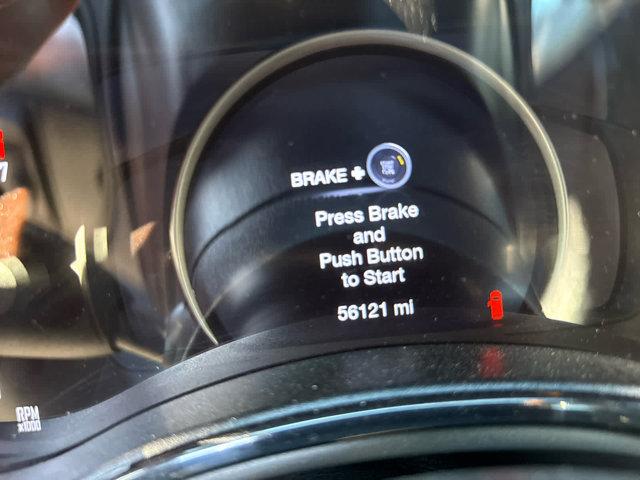 BRAKE +
Press Brake
and
Push Button
to Start
56121 mi
RPM
x1000